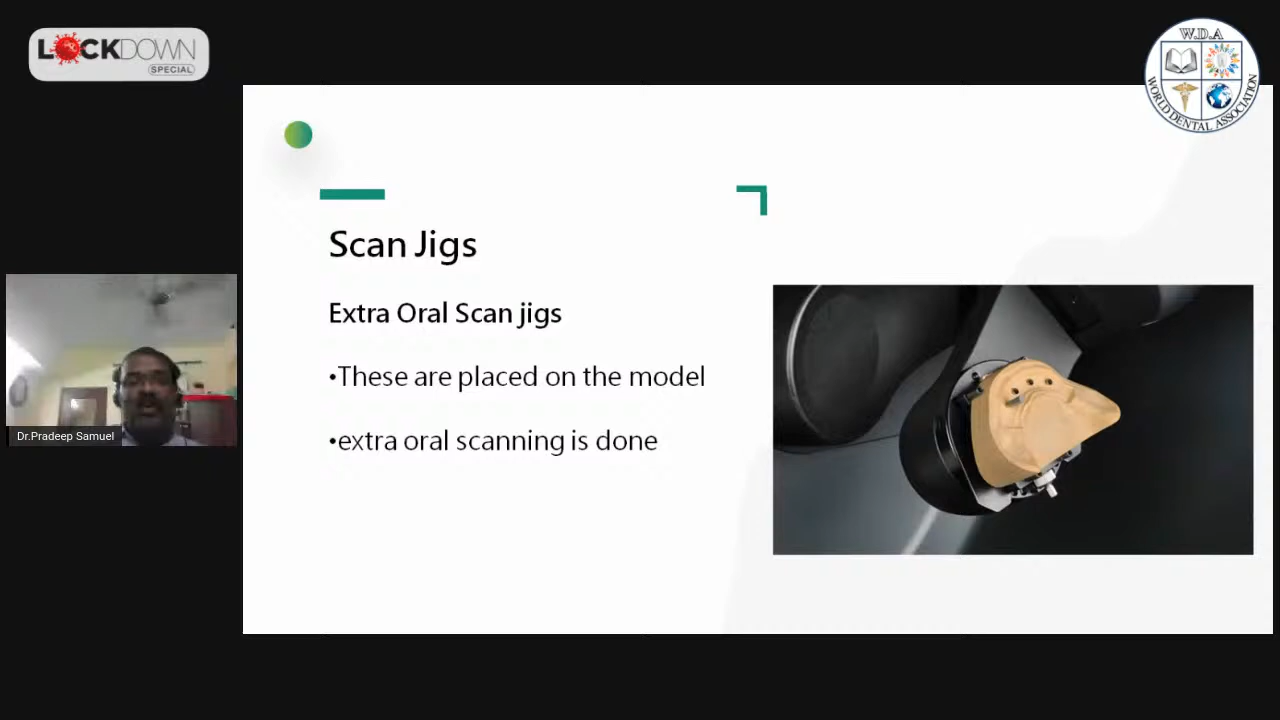 LOCKDOWN
SPECIAL
W.D.A
WORLD DENTAL ASSOCIATION
Scan Jigs
Extra Oral Scan jigs
•These are placed on the model
•extra oral scanning is done
Dr.Pradeep Samuel